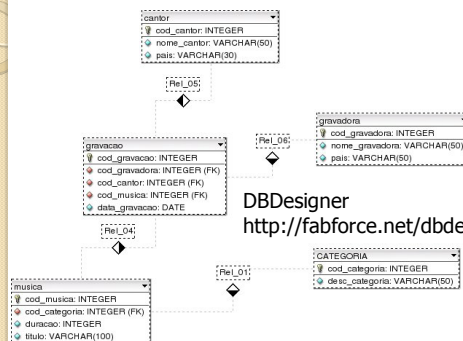 cantor
cod_cantor: INTEGER
nome_cantor: VARCHAR(50)
pais: VARCHAR(30)
Rel_05
gravacao
cod_gravacao: INTEGER
cod_gravadora: INTEGER (FK)
cod_cantor: INTEGER (FK)
cod_musica: INTEGER (FK)
data_gravacao: DATE
Rel_06
gravadora
cod_gravadora: INTEGER
nome_gravadora: VARCHAR(50)
pais: VARCHAR(50)
DBDesigner
http://fabforce.net/dbde
Rel_04
Rel_01
CATEGORIA
cod_categoria: INTEGER
desc_categoria: VARCHAR(50)
musica
cod_musica: INTEGER
cod_categoria: INTEGER (FK)
duracao: INTEGER
titulo: VARCHAR(100)